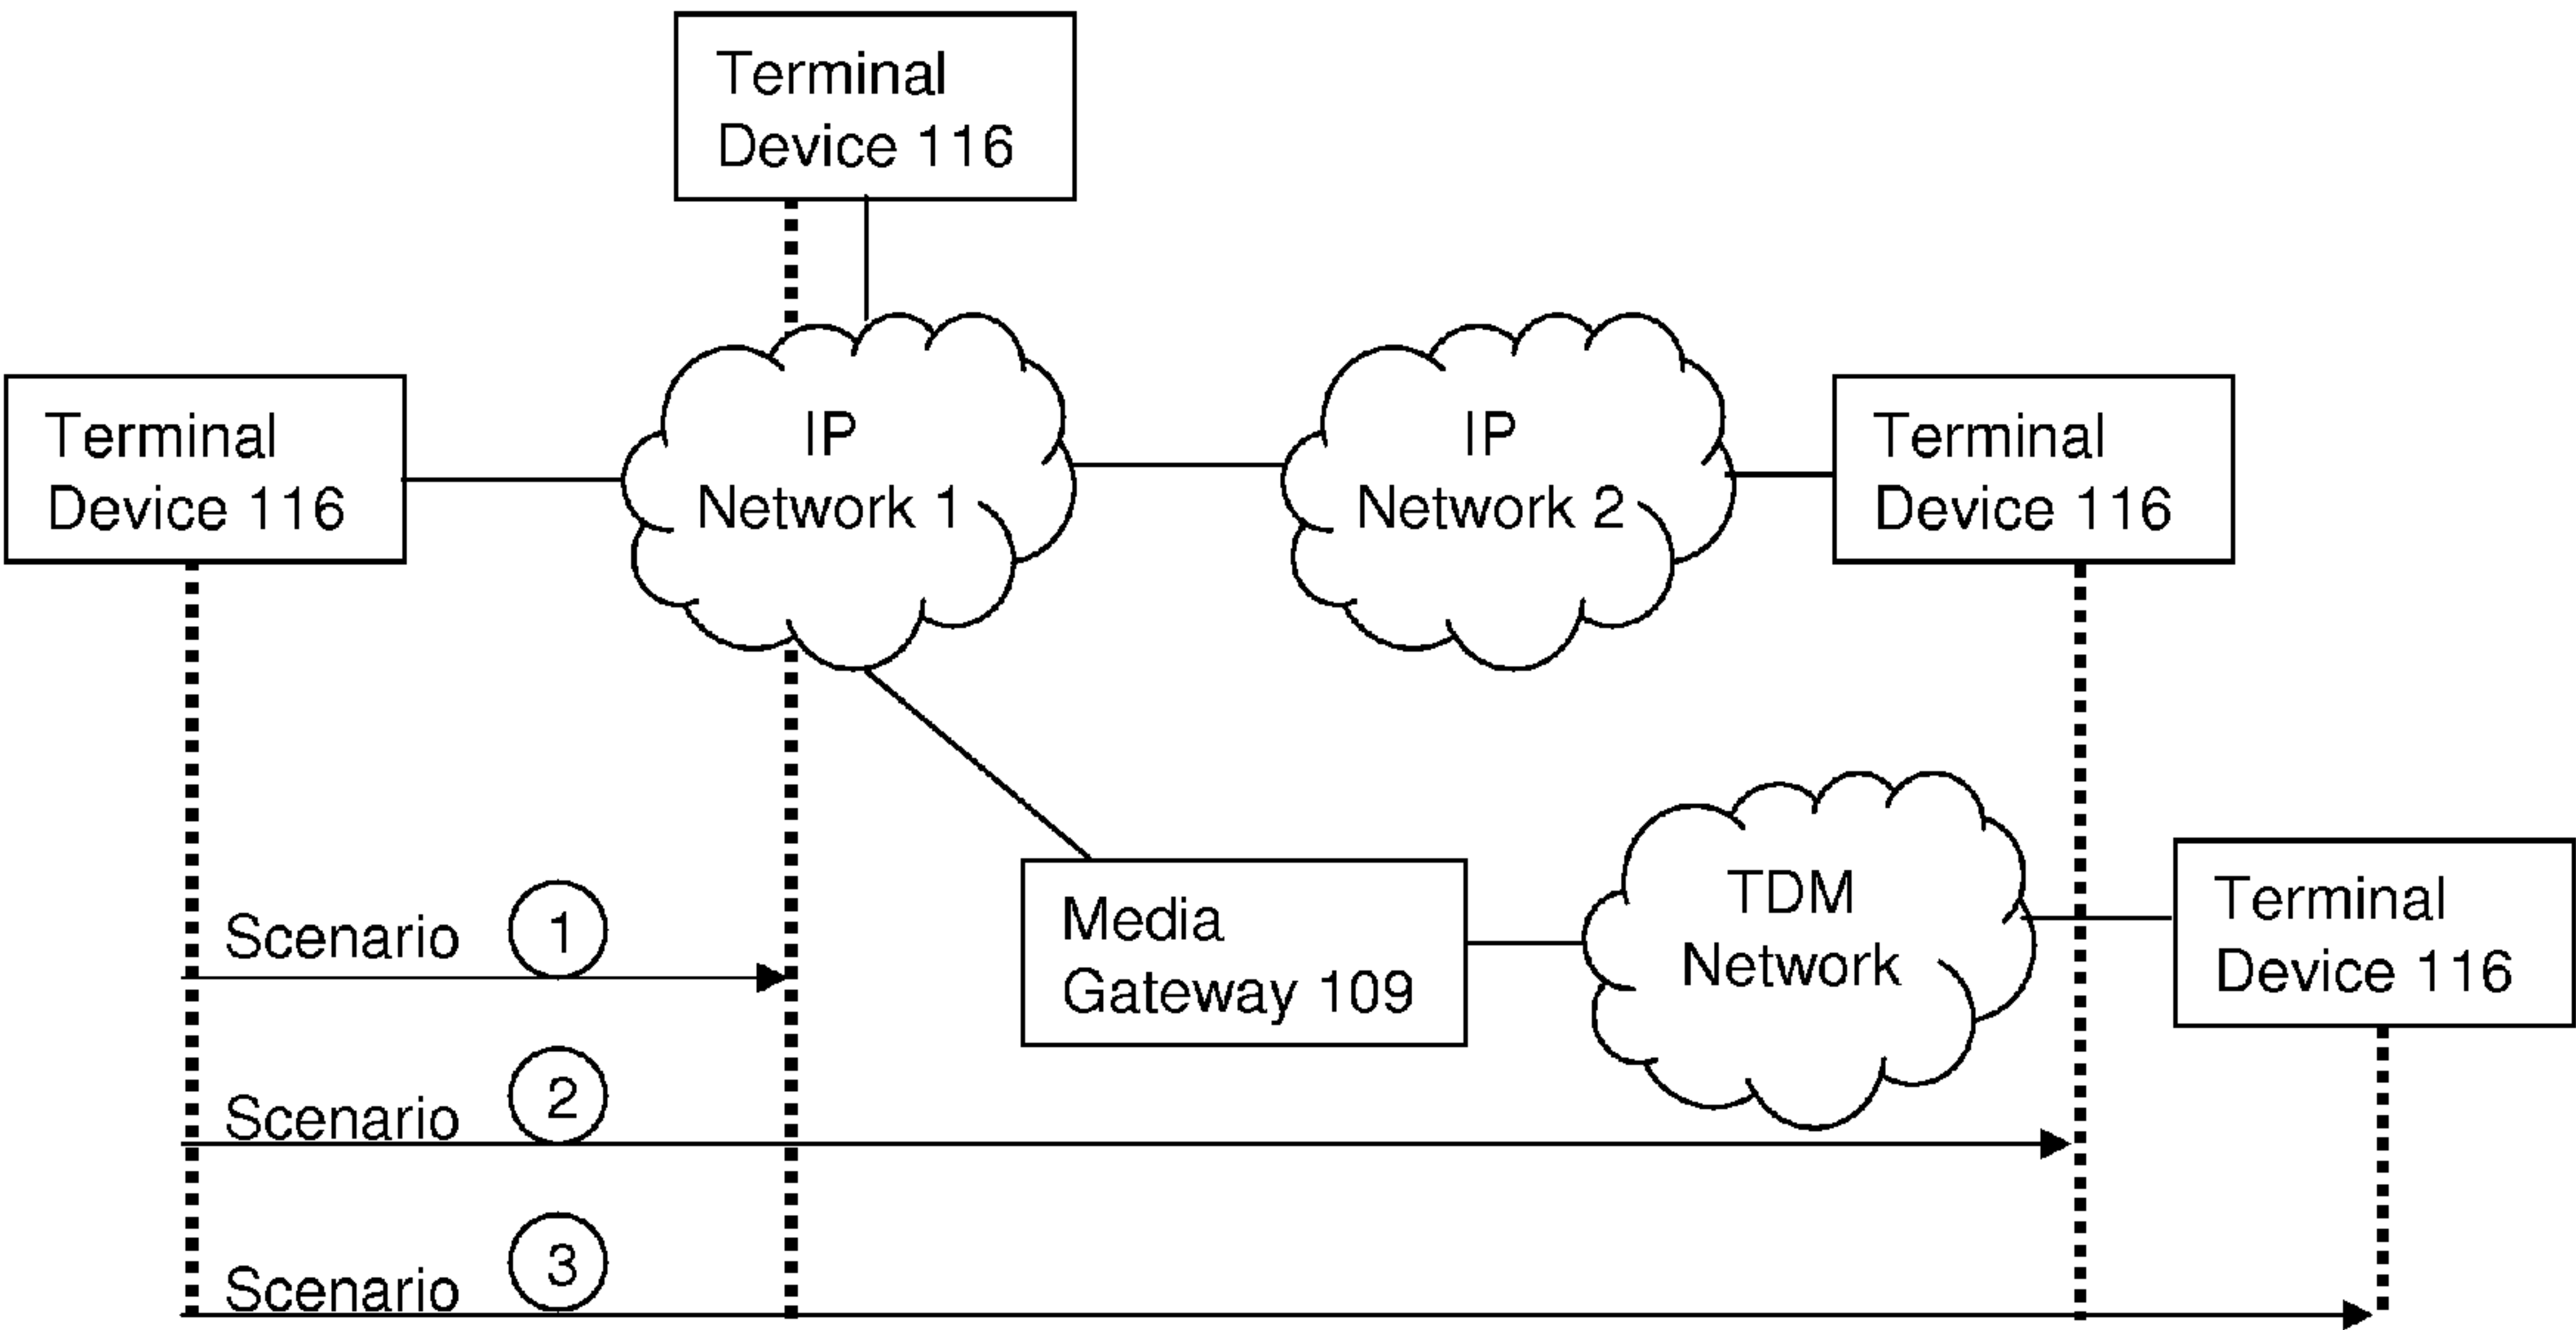 Terminal
Device 116
Terminal
Device 116
IP
Network 1
IP
Network 2
Terminal
Device 116
Media
Gateway 109
TDM
Network
Terminal
Device 116
Scenario 1
Scenario 2
Scenario 3